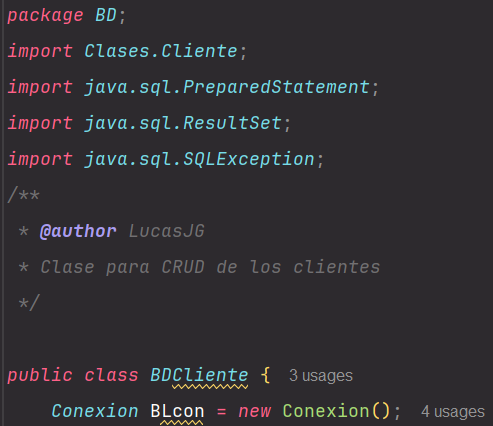 package BD;
import Clases.Cliente;
import java.sql.PreparedStatement;
import java.sql.ResultSet;
import java.sql.SQLException;
/**
 * @author LucasJG
 * Clase para CRUD de los clientes
 */
public class BDCliente { 3 usages
    Conexion BLcon = new Conexion(); 4 usages